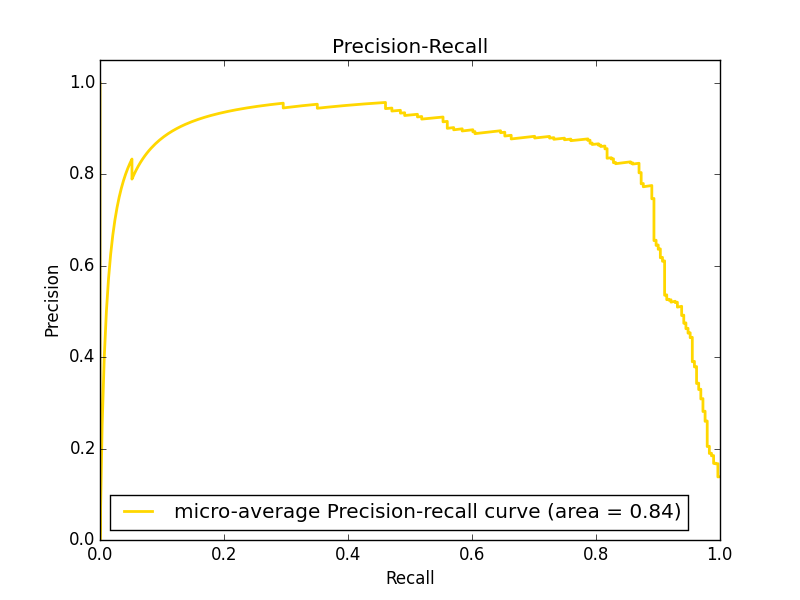 Precision-Recall
1.0
0.8
0.6
0.4
0.2
0.0
Precision
micro-average Precision-recall curve (area = 0.84)
0.0 0.2 0.4 0.6 0.8 1.0
Recall